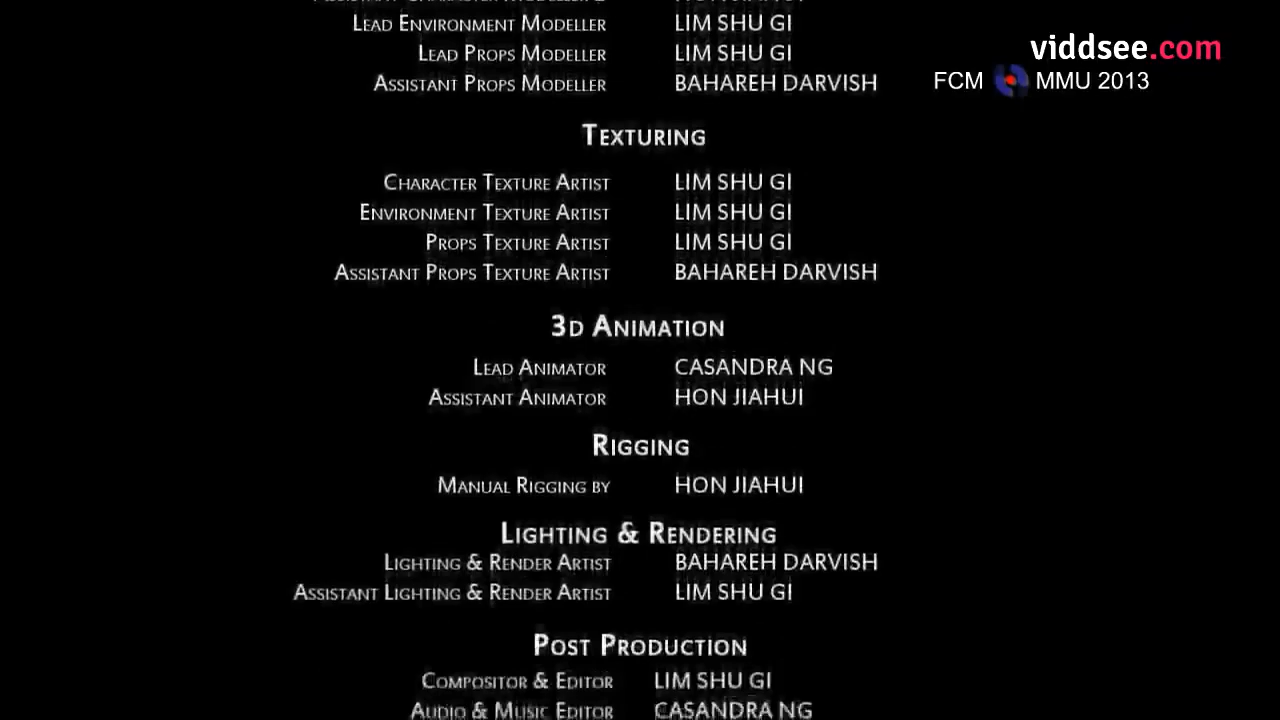 Lead Environment Modeller LIM SHU GI
Lead Props Modeller LIM SHU GI
Assistant Props Modeller BAHAREH DARVISH
viddsee.com
FCM MMU 2013
Texturing
Character Texture Artist LIM SHU GI
Environment Texture Artist LIM SHU GI
Props Texture Artist LIM SHU GI
Assistant Props Texture Artist BAHAREH DARVISH
3d Animation
Lead Animator CASANDRA NG
Assistant Animator HON JIAHUI
Rigging
Manual Rigging by HON JIAHUI
Lighting & Rendering
Lighting & Render Artist BAHAREH DARVISH
Assistant Lighting & Render Artist LIM SHU GI
Post Production
Compositor & Editor LIM SHU GI
Audio & Music Editor CASANDRA NG